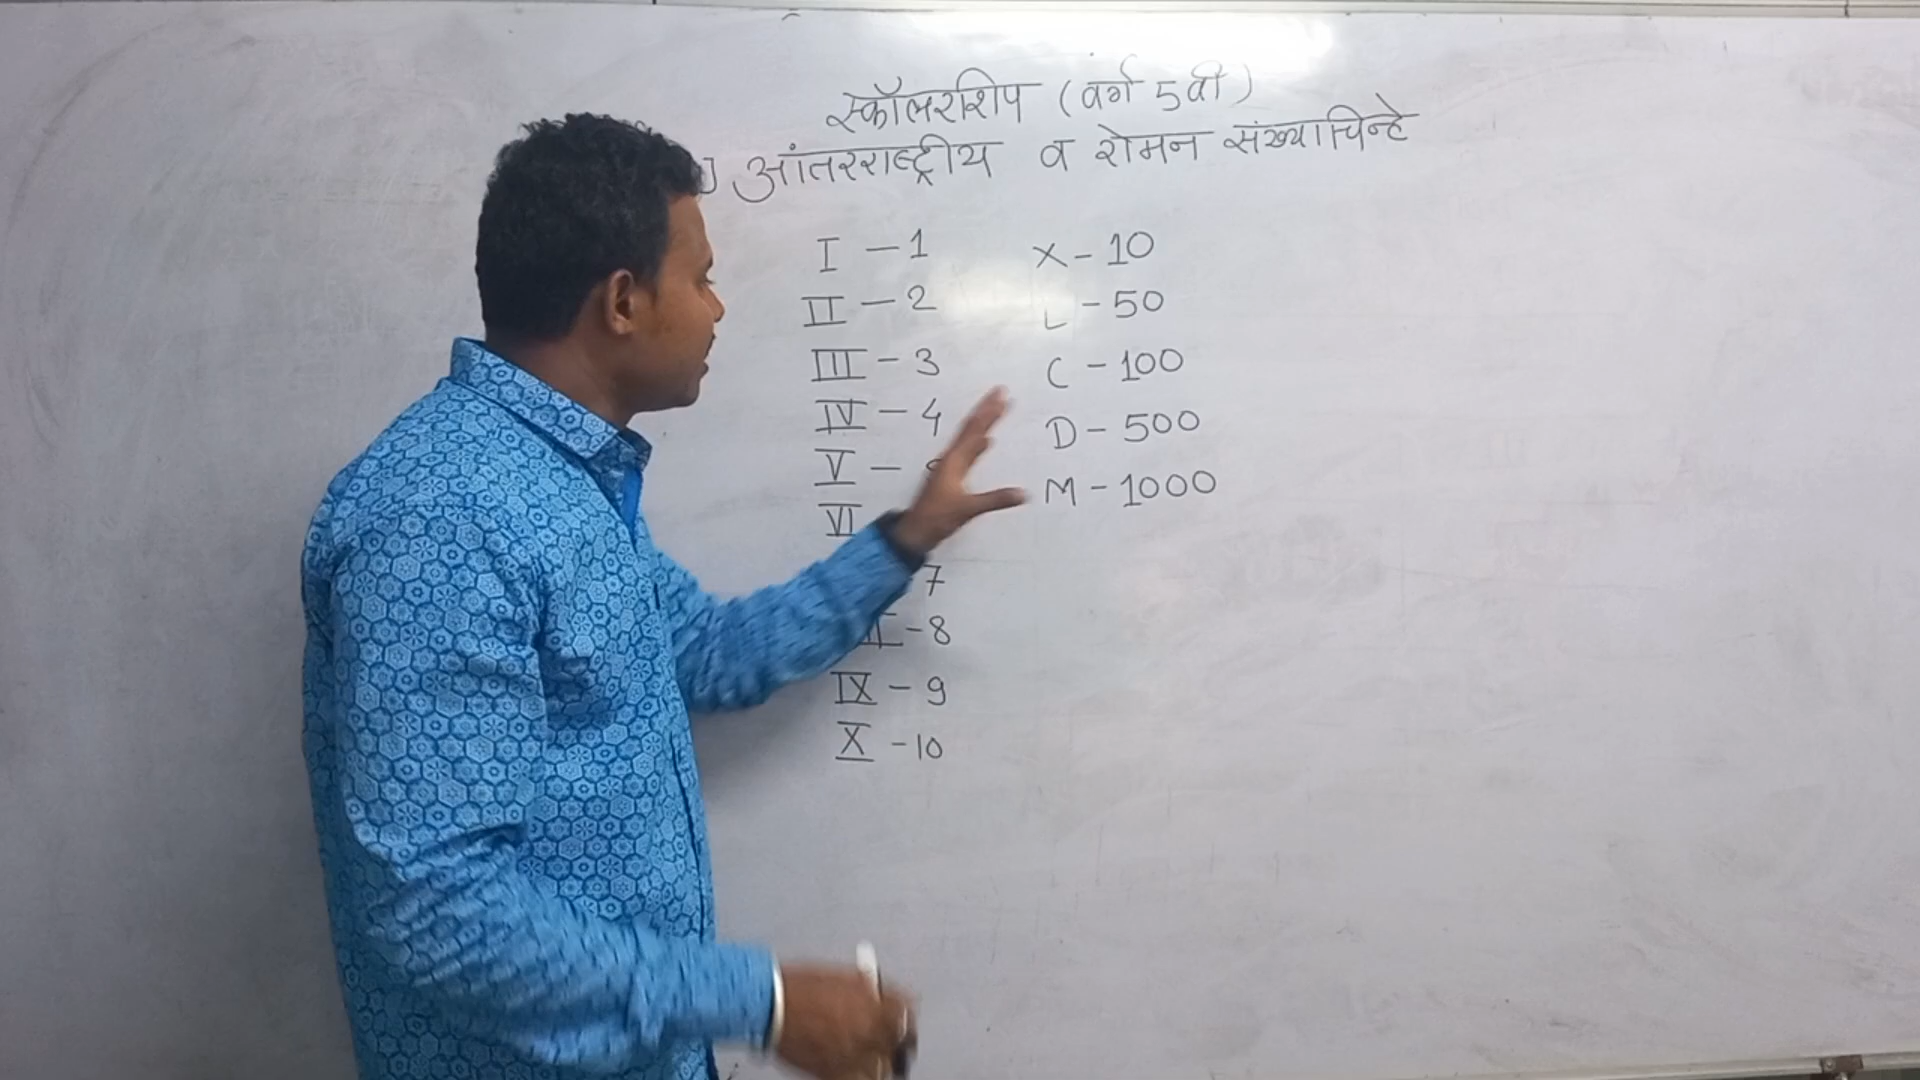 स्कॉलरशिप (वर्ग 5वी)
आंतरराष्ट्रीय व रोमन संख्याचिन्हे
I - 1
II - 2
III - 3
IV - 4
V -
VI
7
- 8
IX - 9
X - 10
X - 10
L - 50
C - 100
D - 500
M - 1000